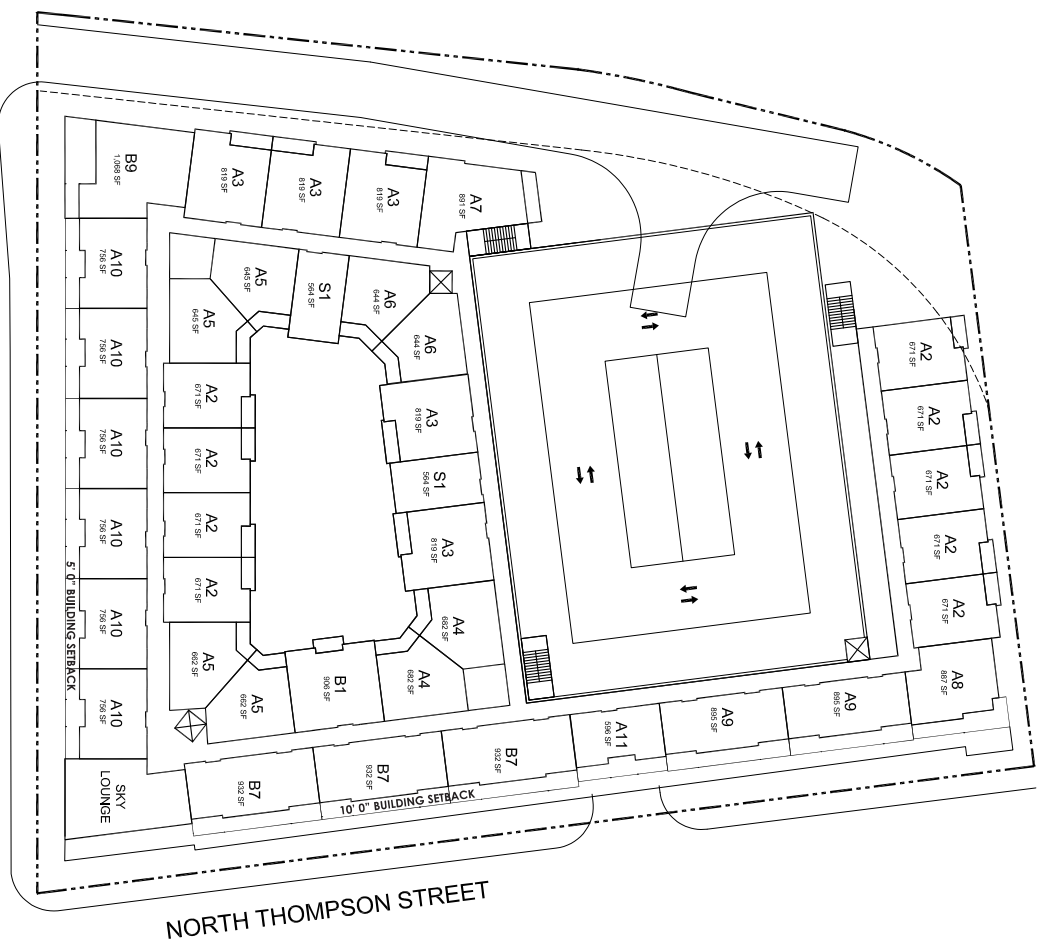 B9
1,068 SF
A3
819 SF
A3
819 SF
A3
819 SF
A7
891 SF
A10
756 SF
A10
756 SF
A10
756 SF
A10
756 SF
A10
756 SF
A10
756 SF
SKY
LOUNGE
A5
645 SF
A5
645 SF
S1
564 SF
A6
644 SF
A6
644 SF
A2
671 SF
A2
671 SF
A2
671 SF
A2
671 SF
A3
819 SF
S1
564 SF
A3
819 SF
A4
682 SF
A4
682 SF
A5
662 SF
A5
662 SF
B1
906 SF
B7
932 SF
B7
932 SF
B7
932 SF
A11
596 SF
A9
895 SF
A9
895 SF
A8
887 SF
A2
671 SF
A2
671 SF
A2
671 SF
A2
671 SF
A2
671 SF
5' 0" BUILDING SETBACK
10' 0" BUILDING SETBACK
NORTH THOMPSON STREET